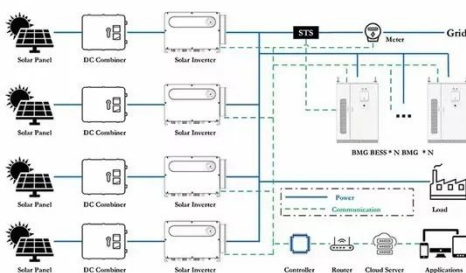 STS
Meter
Grid
Solar Panel DC Combiner Solar Inverter
Solar Panel DC Combiner Solar Inverter
BMG BESS * N BMG * N
Solar Panel DC Combiner Solar Inverter
Power
Communication
Load
Solar Panel DC Combiner Solar Inverter
Controller Router Cloud Server Applications